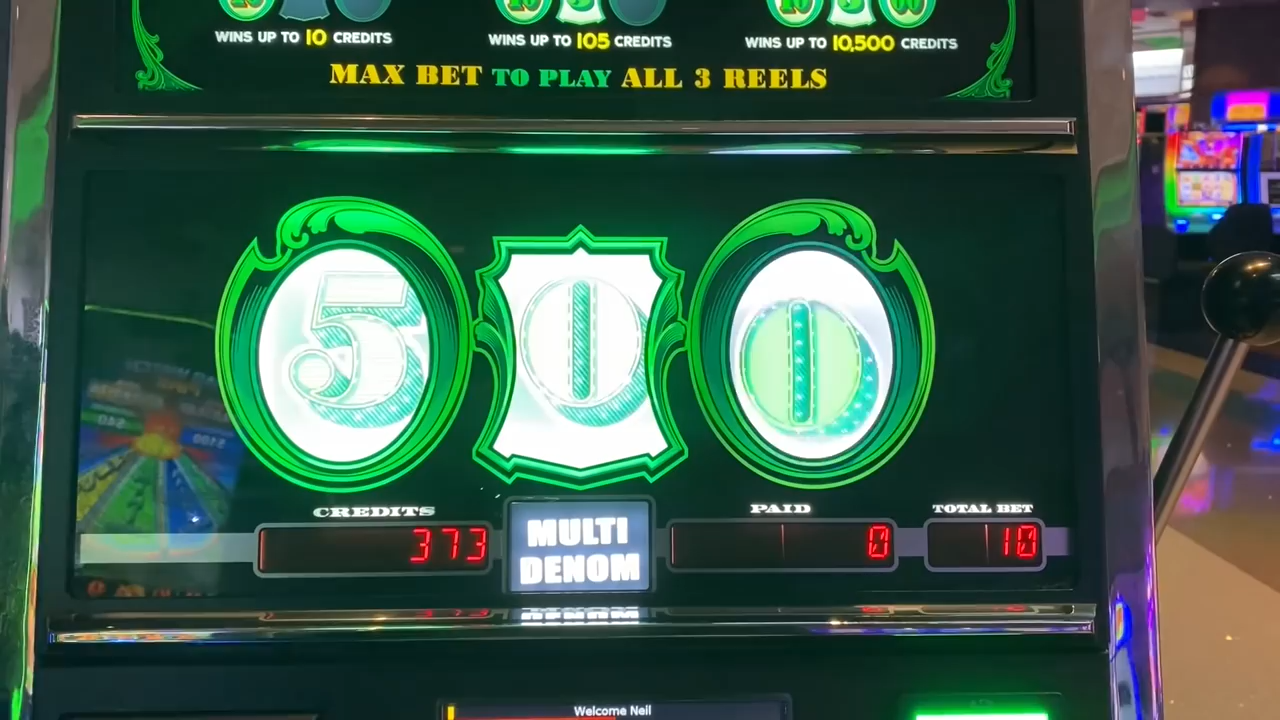 WINS UP TO 10 CREDITS
WINS UP TO 105 CREDITS
WINS UP TO 10,500 CREDITS
MAX BET TO PLAY ALL 3 REELS
5 0 0
CREDITS
PAID
TOTAL BET
373
MULTI
DENOM
0
10
Welcome Neil